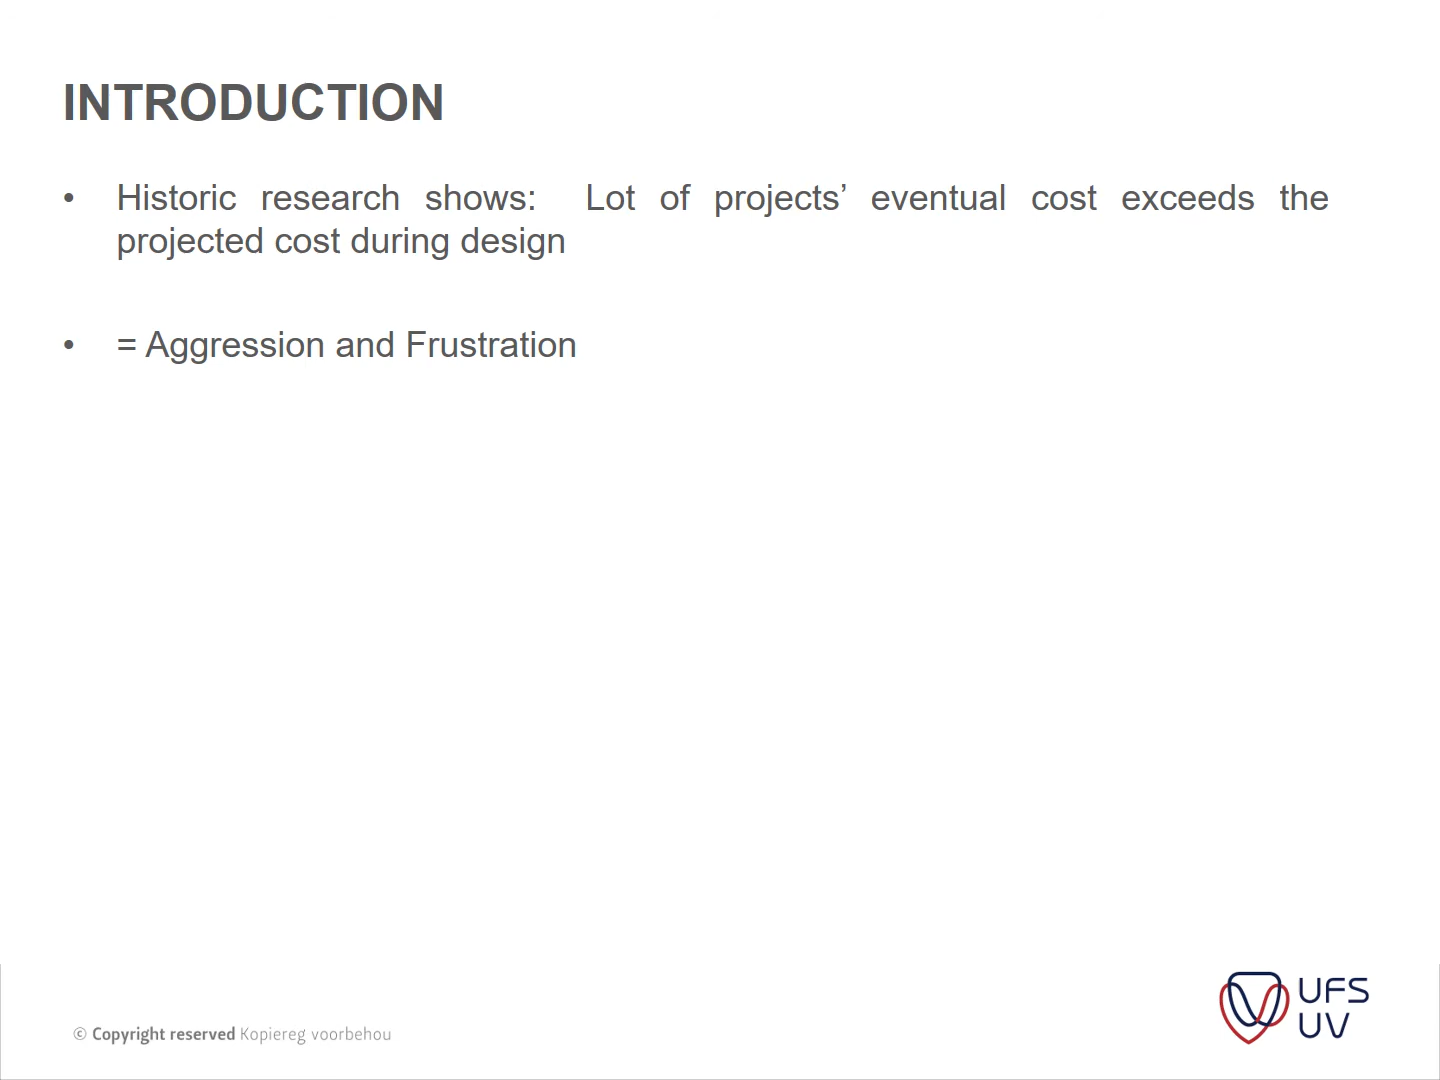 INTRODUCTION
• Historic research shows: Lot of projects’ eventual cost exceeds the
projected cost during design
• = Aggression and Frustration
© Copyright reserved Kopiereg voorbehou
UFS
UV